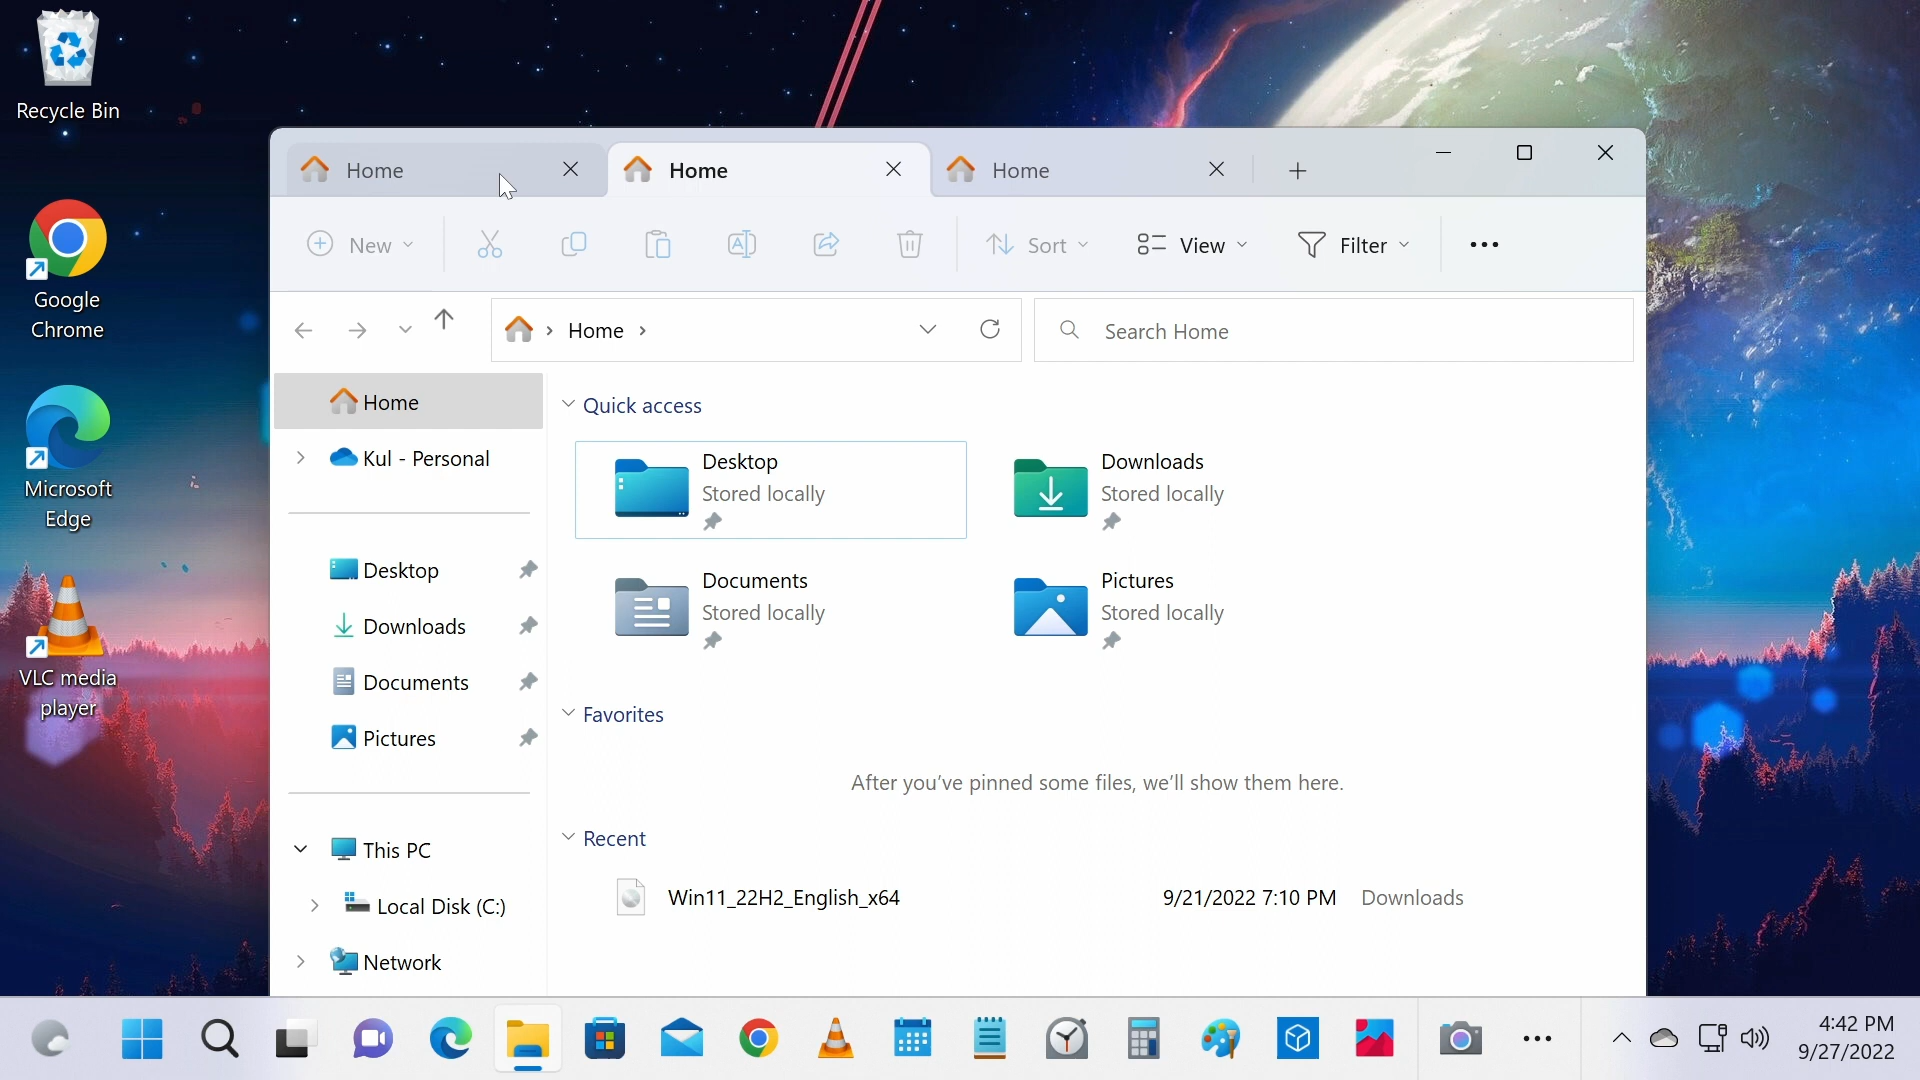 Recycle Bin
Google
Chrome
Microsoft
Edge
VLC media
player
Home
Home
Home
New
Sort
View
Filter
Home
Search Home
Home
Kul - Personal
Desktop
Downloads
Documents
Pictures
This PC
Local Disk (C:)
Network
Quick access
Desktop
Stored locally
Downloads
Stored locally
Documents
Stored locally
Pictures
Stored locally
Favorites
After you’ve pinned some files, we’ll show them here.
Recent
Win11_22H2_English_x64 9/21/2022 7:10 PM Downloads
4:42 PM
9/27/2022